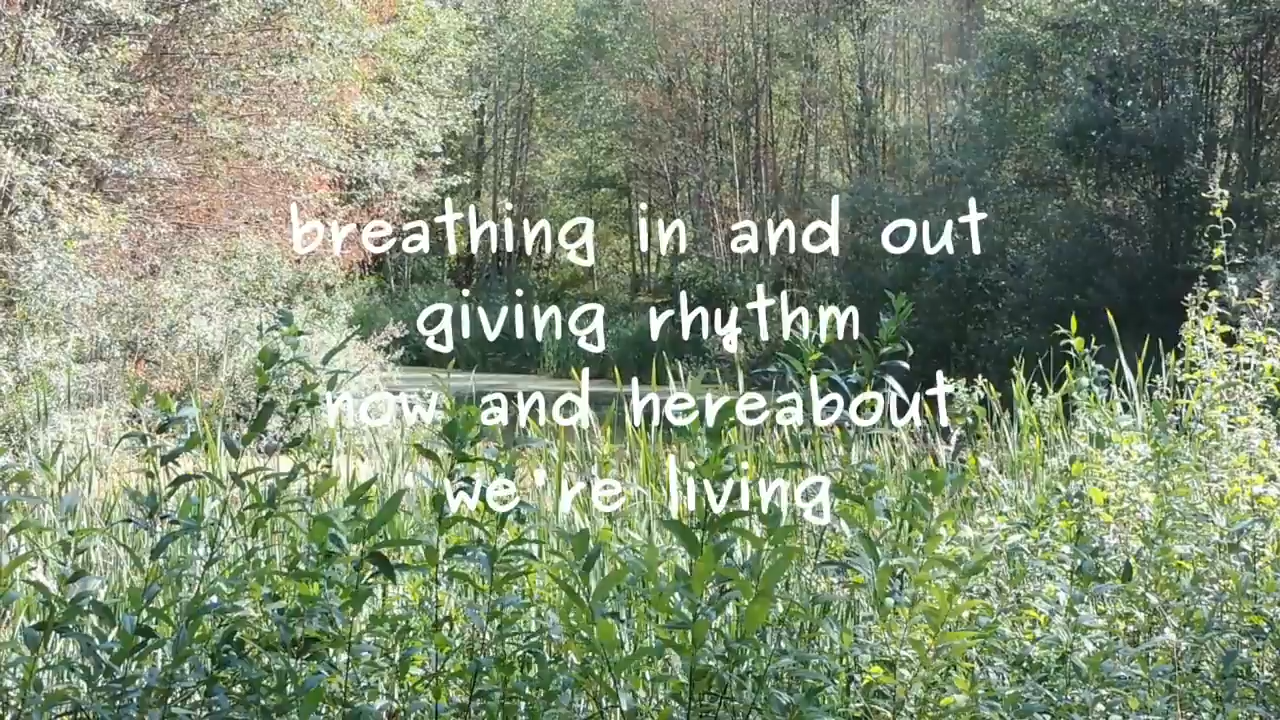 breathing in and out
giving rhythm
now and hereabout
we're living